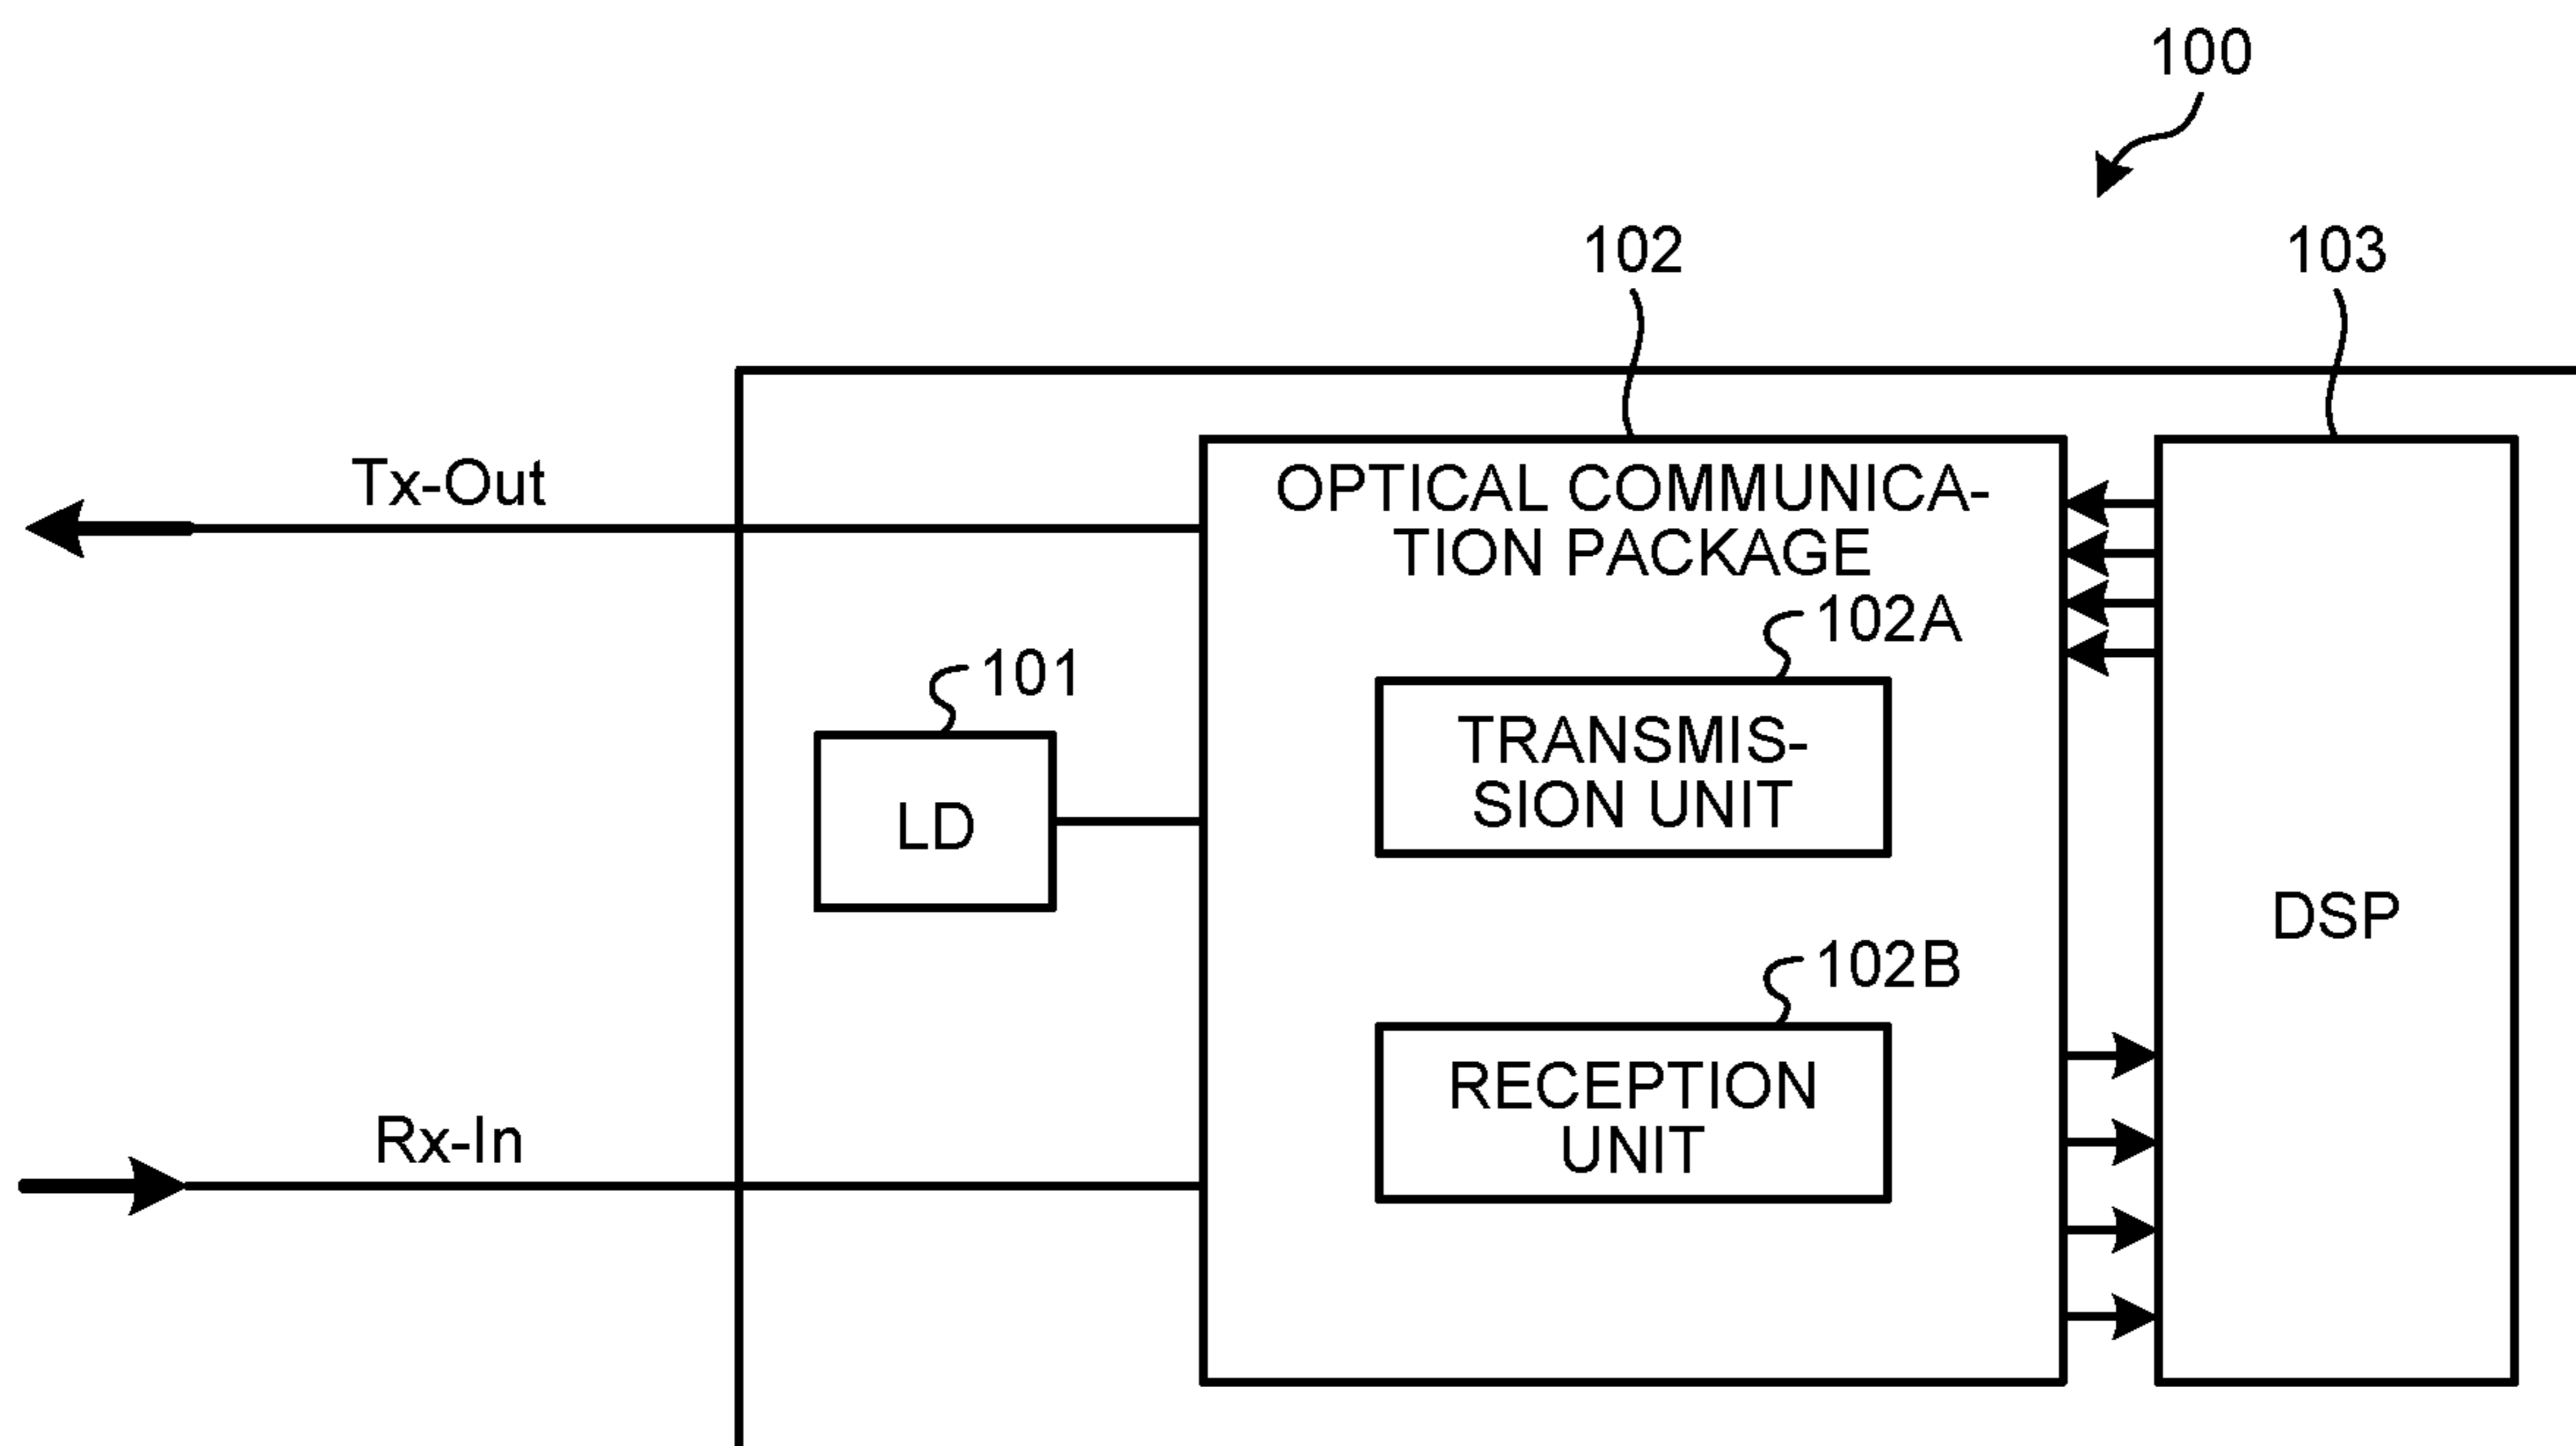 100
102
103
Tx-Out
OPTICAL COMMUNICA-
TION PACKAGE
102A
101
TRANSMIS-
SION UNIT
LD
DSP
102B
RECEPTION
UNIT
Rx-In